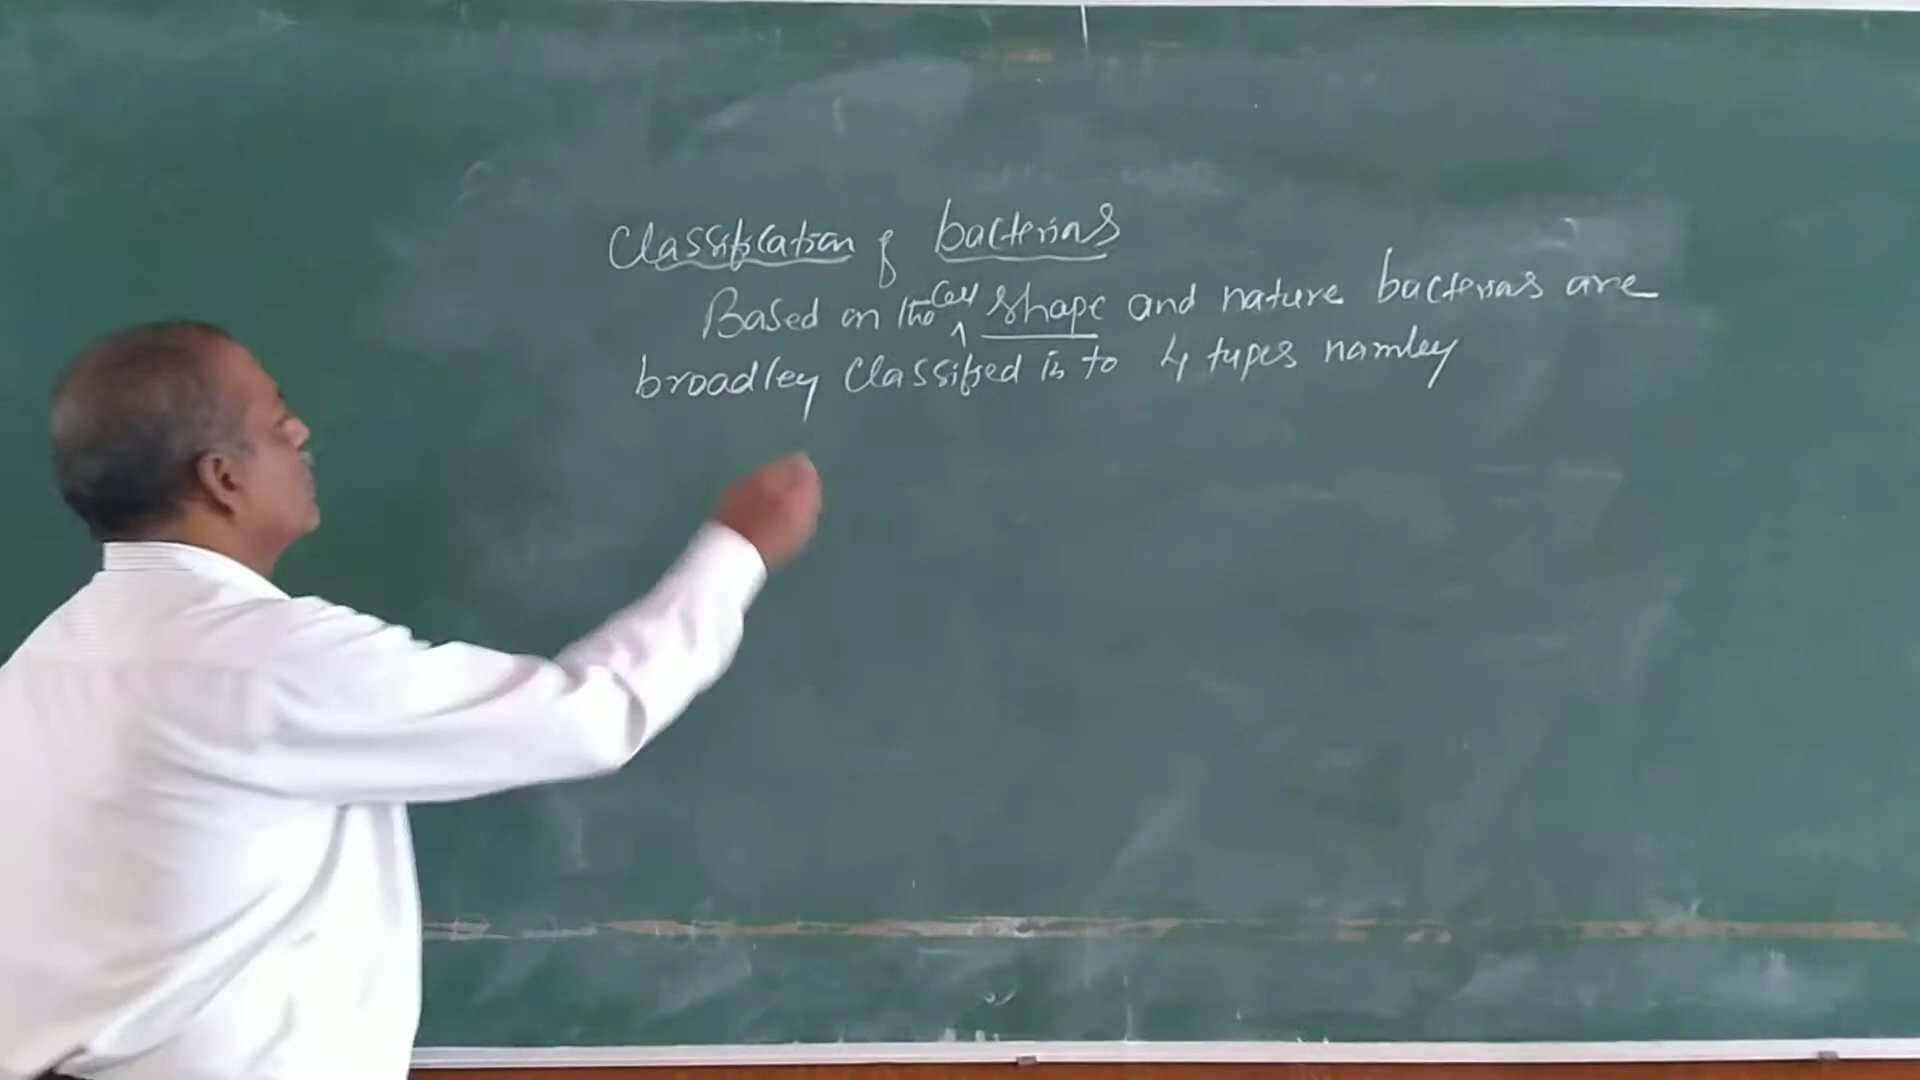 Classification of bacterias
Based on the cell shape and nature bacterias are
broadley classified in to 4 types namley